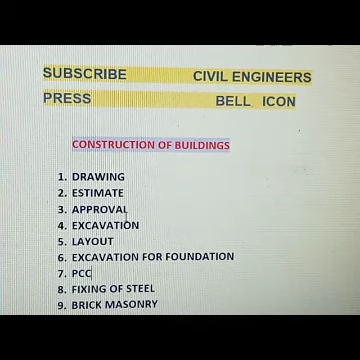 SUBSCRIBE CIVIL ENGINEERS
PRESS BELL ICON
CONSTRUCTION OF BUILDINGS
1. DRAWING
2. ESTIMATE
3. APPROVAL
4. EXCAVATION
5. LAYOUT
6. EXCAVATION FOR FOUNDATION
7. PCC
8. FIXING OF STEEL
9. BRICK MASONRY